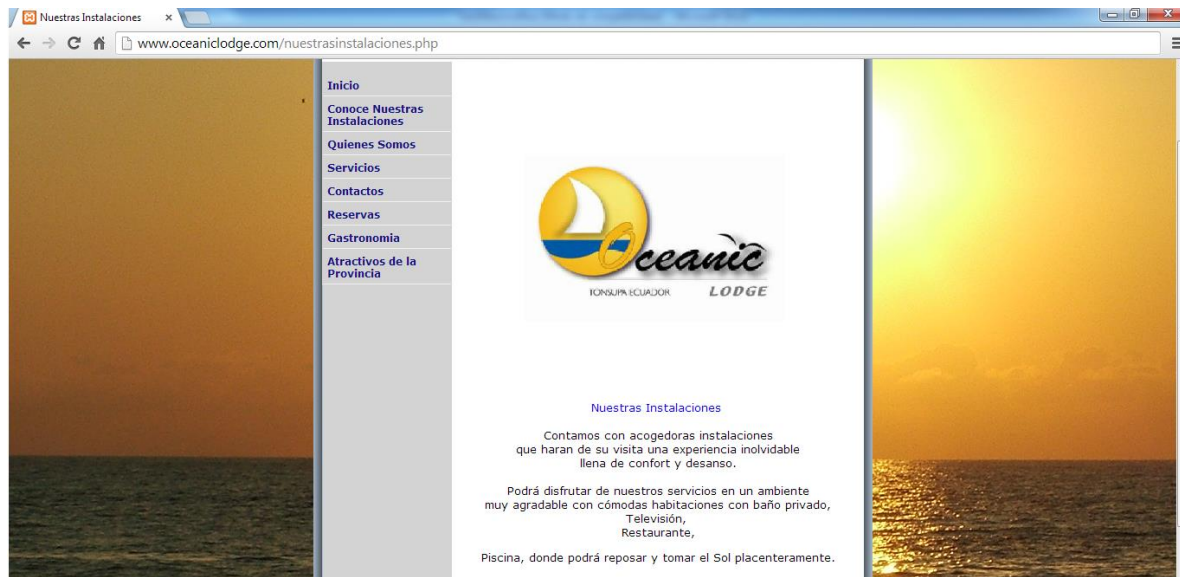 Nuestras Instalaciones
www.oceaniclodge.com/nuestrasinstalaciones.php
Inicio
Conoce Nuestras
Instalaciones
Quienes Somos
Servicios
Contactos
Reservas
Gastronomia
Atractivos de la
Provincia
Oceanic
TONSUPA ECUADOR LODGE
Nuestras Instalaciones
Contamos con acogedoras instalaciones
que haran de su visita una experiencia inolvidable
llena de confort y desanso.
Podrá disfrutar de nuestros servicios en un ambiente
muy agradable con cómodas habitaciones con baño privado,
Televisión,
Restaurante,
Piscina, donde podrá reposar y tomar el Sol placenteramente.